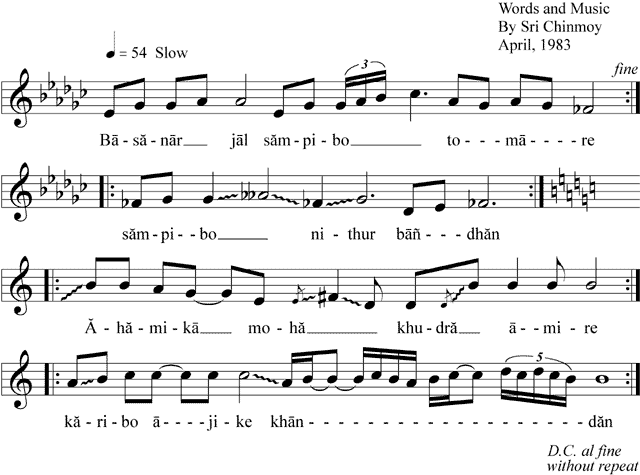 Words and Music
By Sri Chinmoy
April, 1983
= 54 Slow
fine
3
Bā - să - nār jāl săm - pi - bo to - - - mā - - - re
săm - pi - bo ni - thur bāñ - - dhăn
Ă - hă - mi - kā mo - hă khu - dră ā - mi - re
5
kă - ri - bo ā - - - - ji - ke khān - - - - - - - - - - - - - - - - - dăn
D.C. al fine
without repeat